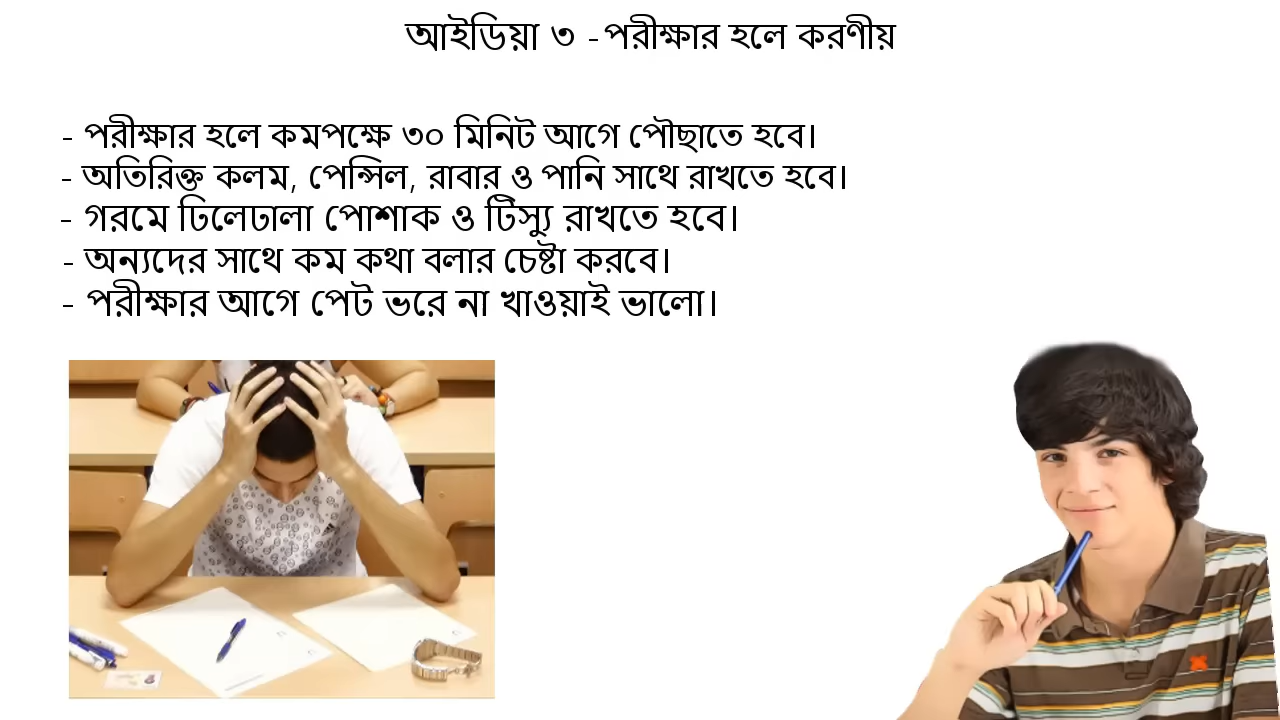 আইডিয়া ৩ -পরীক্ষার হলে করণীয়
- পরীক্ষার হলে কমপক্ষে ৩০ মিনিট আগে পৌছাতে হবে।
- অতিরিক্ত কলম, পেন্সিল, রাবার ও পানি সাথে রাখতে হবে।
- গরমে ঢিলেঢালা পোশাক ও টিস্যু রাখতে হবে।
- অন্যদের সাথে কম কথা বলার চেষ্টা করবে।
- পরীক্ষার আগে পেট ভরে না খাওয়াই ভালো।